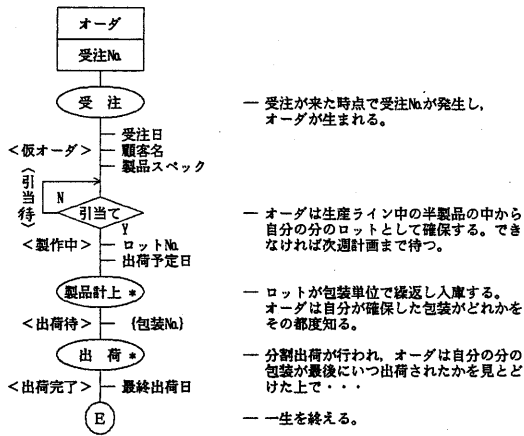 オーダ
受注No.
受 注
― 受注が来た時点で受注No.が発生し,
オーダが生まれる。
受注日
<仮オーダ>
顧客名
製品スペック
<引当待>
N
引当て
Y
― オーダは生産ライン中の半製品の中から
自分の分のロットとして確保する。でき
なければ次週計画まで待つ。
<製作中>
ロットNo.
出荷予定日
製品計上 *
― ロットが包装単位で繰返し入庫する。
オーダは自分が確保した包装がどれかを
その都度知る。
<出荷待>
{包装No.}
出 荷 *
― 分割出荷が行われ, オーダは自分の分の
包装が最後にいつ出荷されたかを見とど
けた上で・・・
<出荷完了>
最終出荷日
E
― 一生を終える。